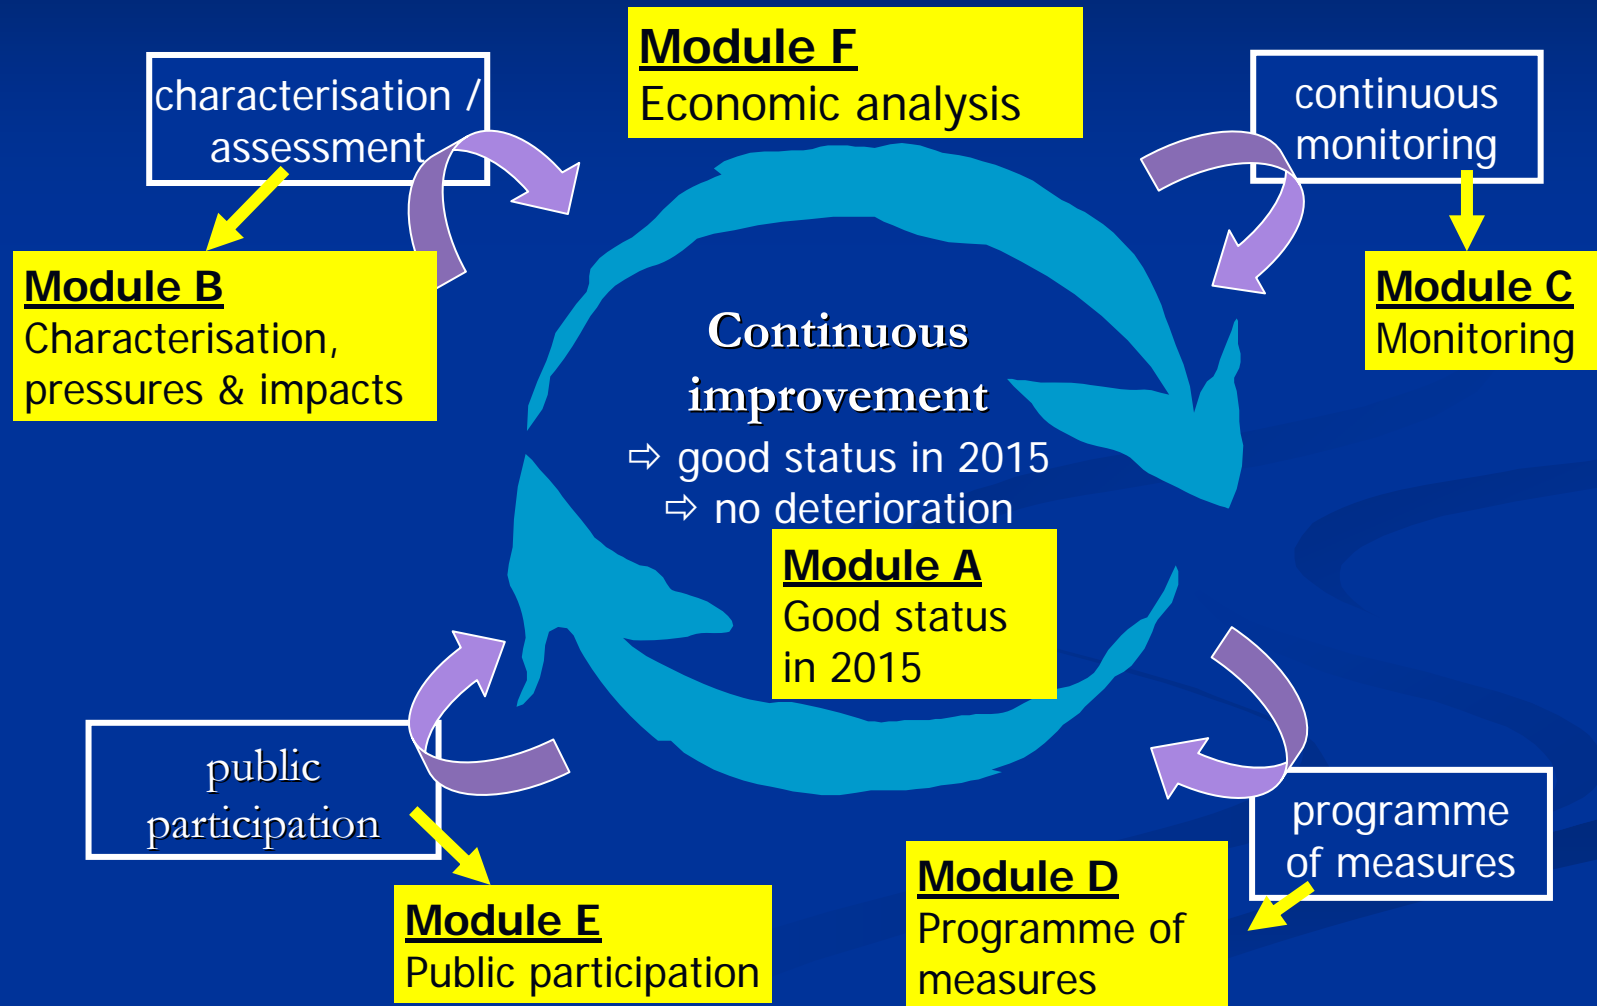 Module F
Economic analysis
characterisation /
assessment
continuous
monitoring
Module B
Characterisation,
pressures & impacts
Module C
Monitoring
Continuous
improvement
⇨ good status in 2015
⇨ no deterioration
Module A
Good status
in 2015
public
participation
programme
of measures
Module E
Public participation
Module D
Programme of
measures